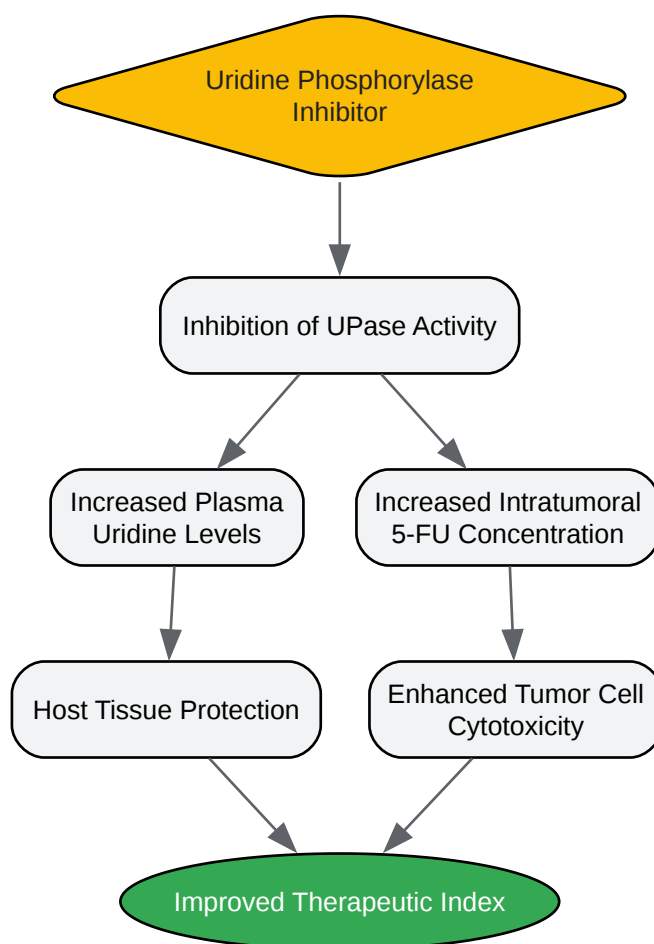 Uridine Phosphorylase
Inhibitor
Inhibition of UPase Activity
Increased Plasma
Uridine Levels
Increased Intratumoral
5-FU Concentration
Host Tissue Protection
Enhanced Tumor Cell
Cytotoxicity
Improved Therapeutic Index